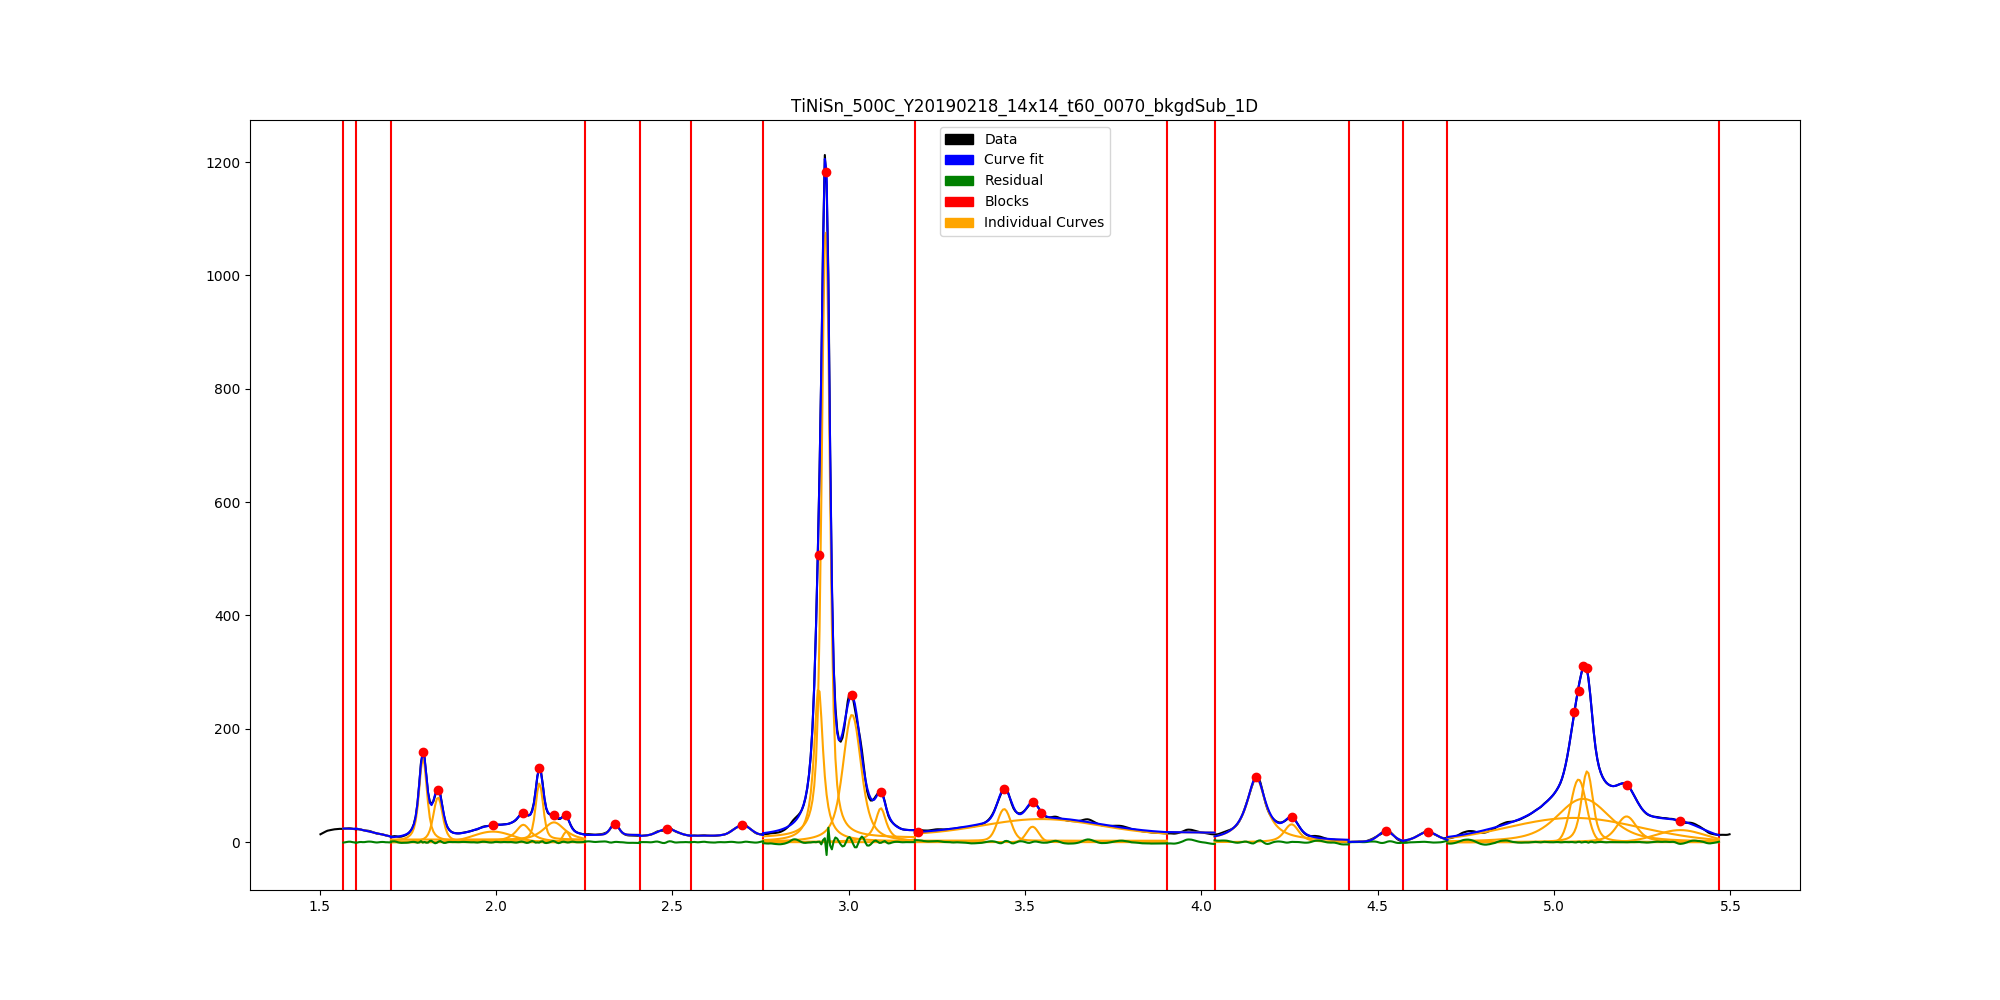 TiNiSn_500C_Y20190218_14x14_t60_0070_bkgdSub_1D
Data
Curve fit
Residual
Blocks
Individual Curves
1200
1000
800
600
400
200
0
1.5 2.0 2.5 3.0 3.5 4.0 4.5 5.0 5.5